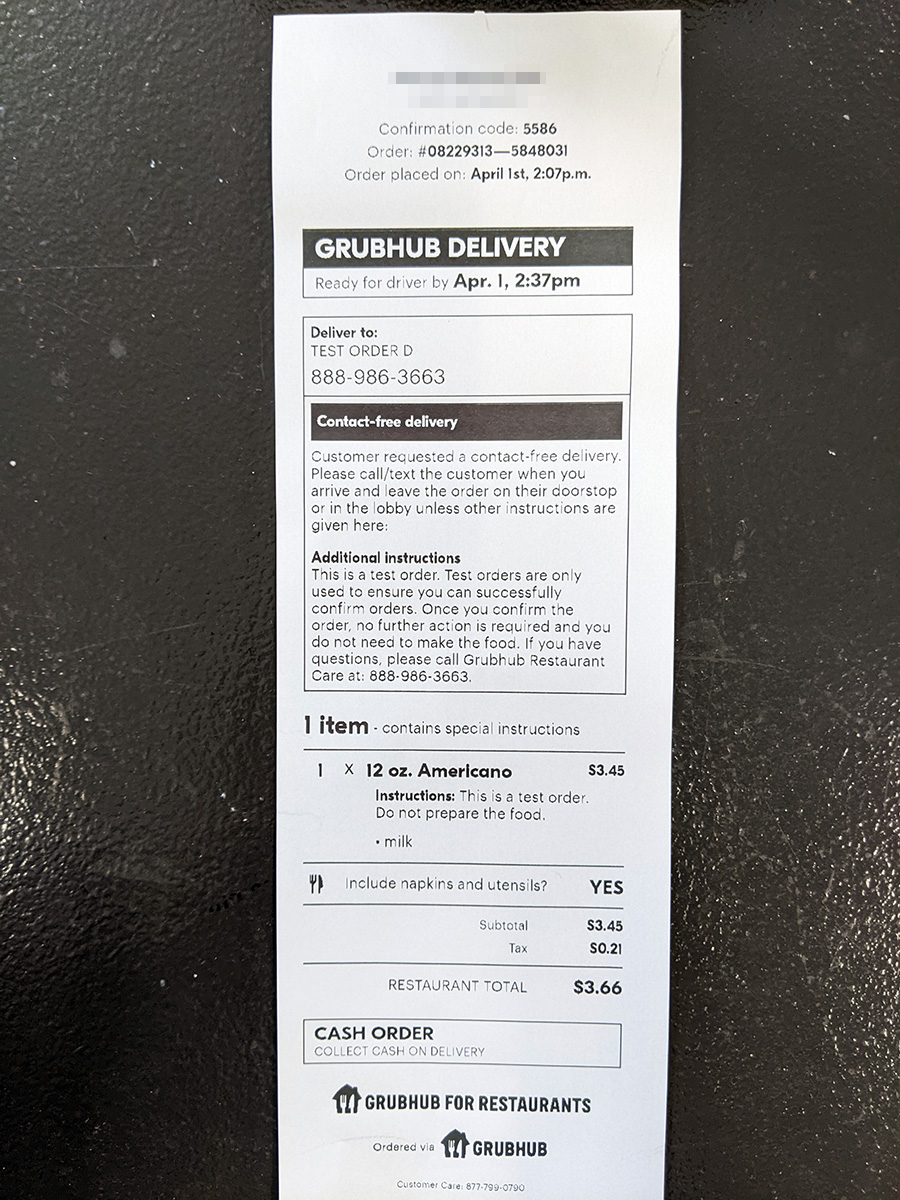 Confirmation code: 5586
Order: #08229313—5848031
Order placed on: April 1st, 2:07p.m.
GRUBHUB DELIVERY
Ready for driver by Apr. 1, 2:37pm
Deliver to:
TEST ORDER D
888-986-3663
Contact-free delivery
Customer requested a contact-free delivery.
Please call/text the customer when you
arrive and leave the order on their doorstop
or in the lobby unless other instructions are
given here:
Additional instructions
This is a test order. Test orders are only
used to ensure you can successfully
confirm orders. Once you confirm the
order, no further action is required and you
do not need to make the food. If you have
questions, please call Grubhub Restaurant
Care at: 888-986-3663.
1 item - contains special instructions
1 X 12 oz. Americano $3.45
Instructions: This is a test order.
Do not prepare the food.
• milk
Include napkins and utensils? YES
Subtotal $3.45
Tax $0.21
RESTAURANT TOTAL $3.66
CASH ORDER
COLLECT CASH ON DELIVERY
GRUBHUB FOR RESTAURANTS
Ordered via GRUBHUB
Customer Care: 877-799-0790